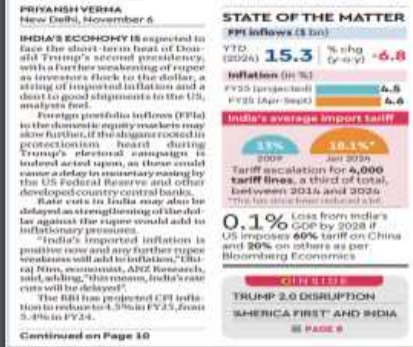 PRIYANSH VERMA
New Delhi, November 6
INDIA'S ECONOMY IS expected to
face the short-term heat of Don-
ald Trump's second presidency,
with a further weakening of rupee
as investors flock to the dollar, a
string of imported inflation and a
dent to goods shipments to the US,
analysts feel.
Foreign portfolio inflows (FPIs)
to the domestic equity markets may
slow further, if the slogans rooted in
protectionism heard during
Trump's electoral campaign is
indeed acted upon, as these could
cause a delay in monetary easing by
the US Federal Reserve and other
developed country central banks.
Rate cuts in India may also be
delayed as strengthening of the dol-
lar against the rupee would add to
inflationary pressures.
"India's imported inflation is
positive now and any further rupee
weakness will add to inflation," Dhi-
raj Nim, economist, ANZ Research,
said, adding, "this means, India's rate
cuts will be delayed".
The RBI has projected CPI infla-
tion to reduce to 4.5% in FY25, from
5.4% in FY24.
Continued on Page 10
STATE OF THE MATTER
FPI inflows ($ bn)
YTD (2024) 15.3 % chg (y-o-y) -6.8
Inflation (in %)
FY25 (projected) 4.5
FY25 (Apr-Sept) 4.6
India's average import tariff
13% 18.1%*
2009 Jan 2024
Tariff escalation for 4,000
tariff lines, a third of total,
between 2014 and 2024
*this has since been reduced a bit
0.1% Loss from India's
GDP by 2028 if
US imposes 60% tariff on China
and 20% on others as per
Bloomberg Economics
INSIDE
TRUMP 2.0 DISRUPTION
'AMERICA FIRST' AND INDIA
PAGE 8